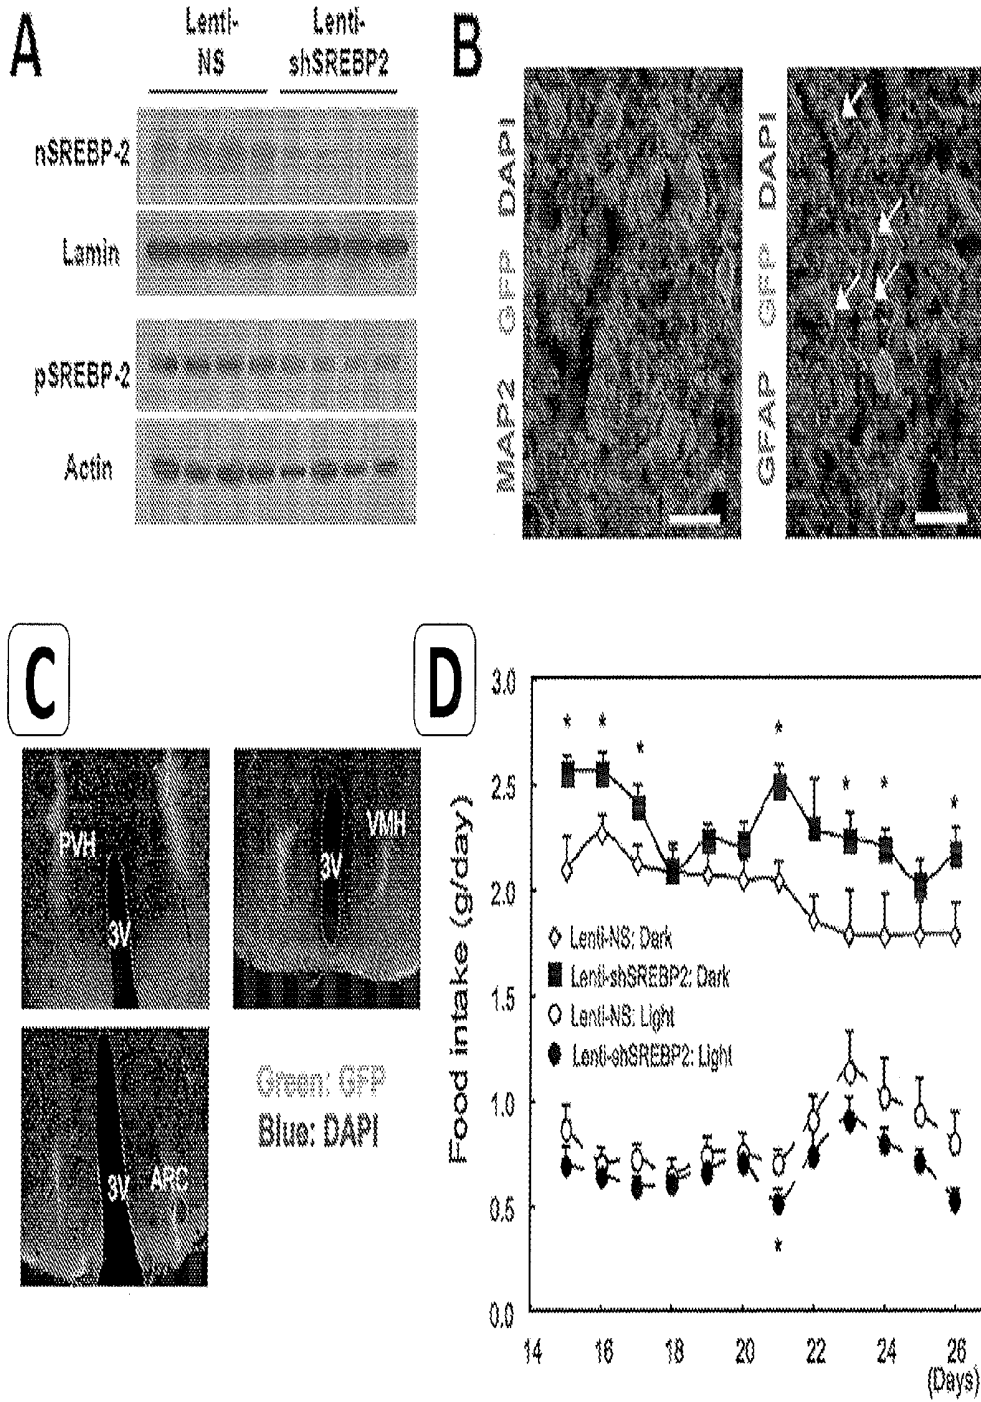 A
Lenti-
NS
Lenti-
shSREBP2
nSREBP-2
Lamin
pSREBP-2
Actin
B
MAP2 GFP DAPI
GFAP GFP DAPI
C
PVH
3V
VMH
3V
ARC
3V
Green: GFP
Blue: DAPI
D
Food intake (g/day)
3.0
2.5
2.0
1.5
1.0
0.5
0.0
* * * * * * *
Lenti-NS: Dark
Lenti-shSREBP2: Dark
Lenti-NS: Light
Lenti-shSREBP2: Light
*
14 16 18 20 22 24 26
(Days)